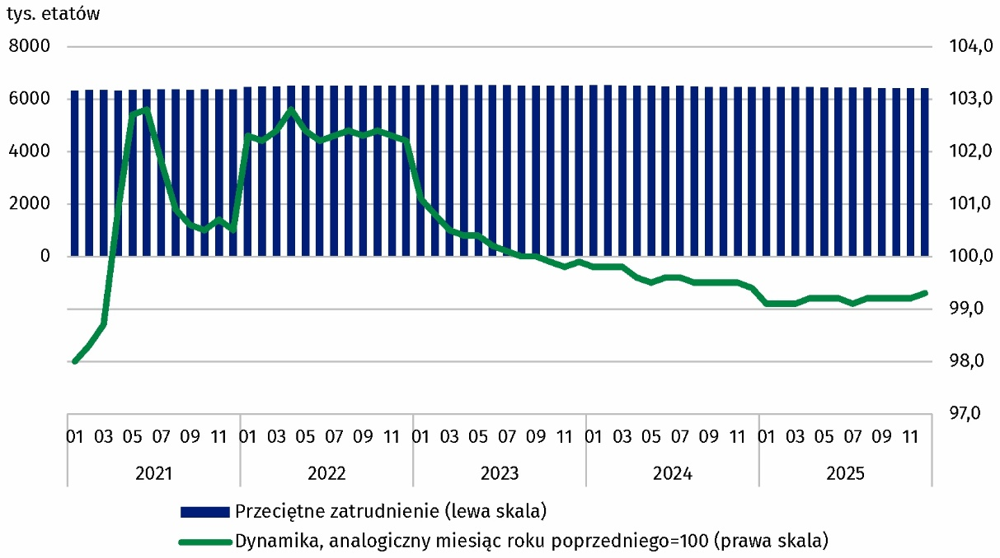 tys. etatów
8000 104,0
6000 103,0
4000 102,0
2000 101,0
0 100,0
99,0
98,0
97,0
01 03 05 07 09 11 01 03 05 07 09 11 01 03 05 07 09 11 01 03 05 07 09 11 01 03 05 07 09 11
2021 2022 2023 2024 2025
Przeciętne zatrudnienie (lewa skala)
Dynamika, analogiczny miesiąc roku poprzedniego=100 (prawa skala)